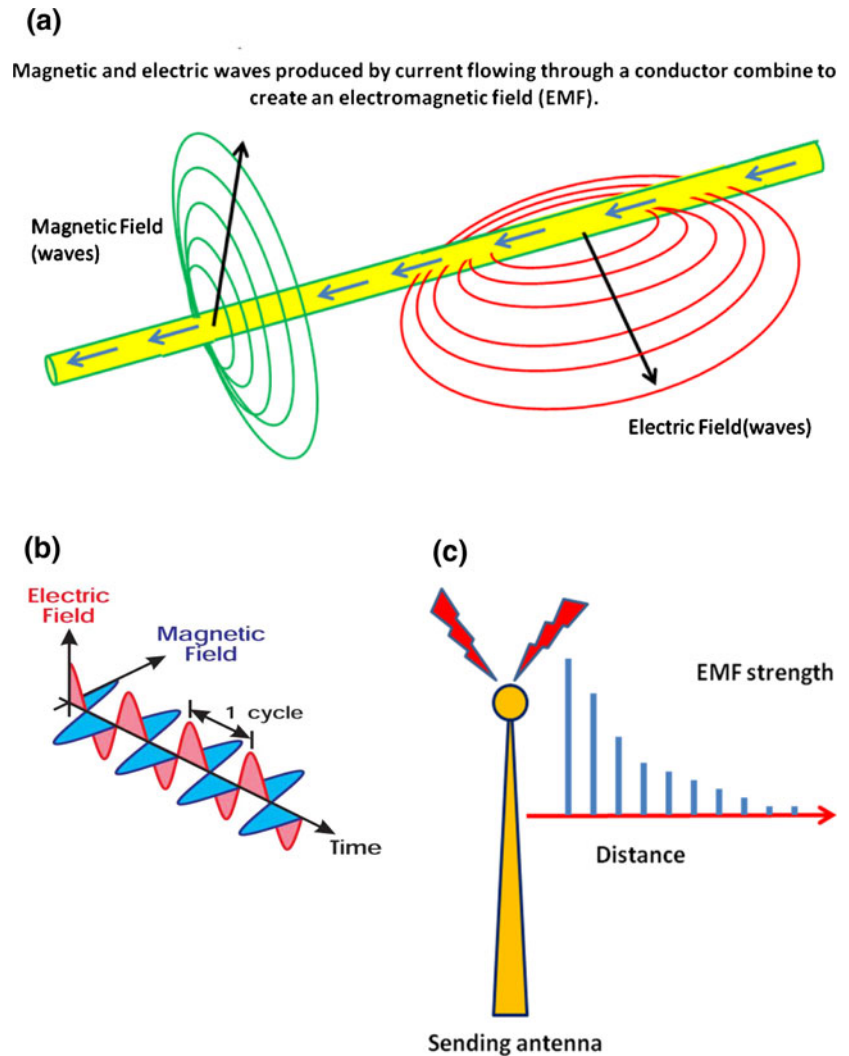 (a)
Magnetic and electric waves produced by current flowing through a conductor combine to
create an electromagnetic field (EMF).
Magnetic Field
(waves)
Electric Field(waves)
(b)
Electric
Field
Magnetic
Field
1 cycle
Time
(c)
EMF strength
Distance
Sending antenna